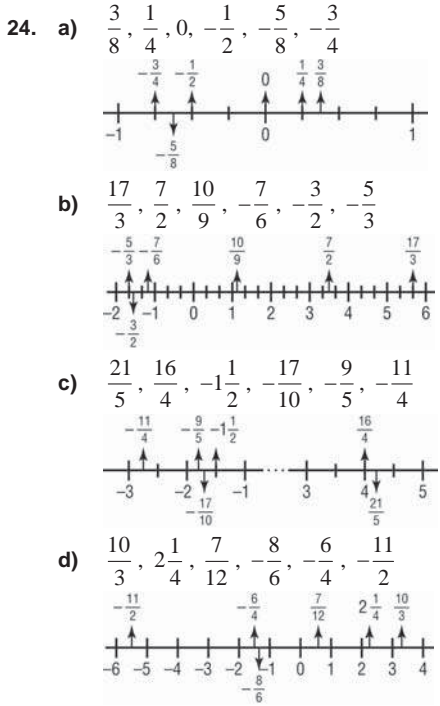 24. a) 3/8, 1/4, 0, −1/2, −5/8, −3/4
−3/4 −1/2 0 1/4 3/8
−1 0 1
−5/8
b) 17/3, 7/2, 10/9, −7/6, −3/2, −5/3
−5/3 −7/6 10/9 7/2 17/3
−2 −1 0 1 2 3 4 5 6
−3/2
c) 21/5, 16/4, −1 1/2, −17/10, −9/5, −11/4
−11/4 −9/5 −1 1/2 16/4
−3 −2 −1 3 4 5
−17/10 21/5
d) 10/3, 2 1/4, 7/12, −8/6, −6/4, −11/2
−11/2 −6/4 7/12 2 1/4 10/3
−6 −5 −4 −3 −2 −1 0 1 2 3 4
−8/6